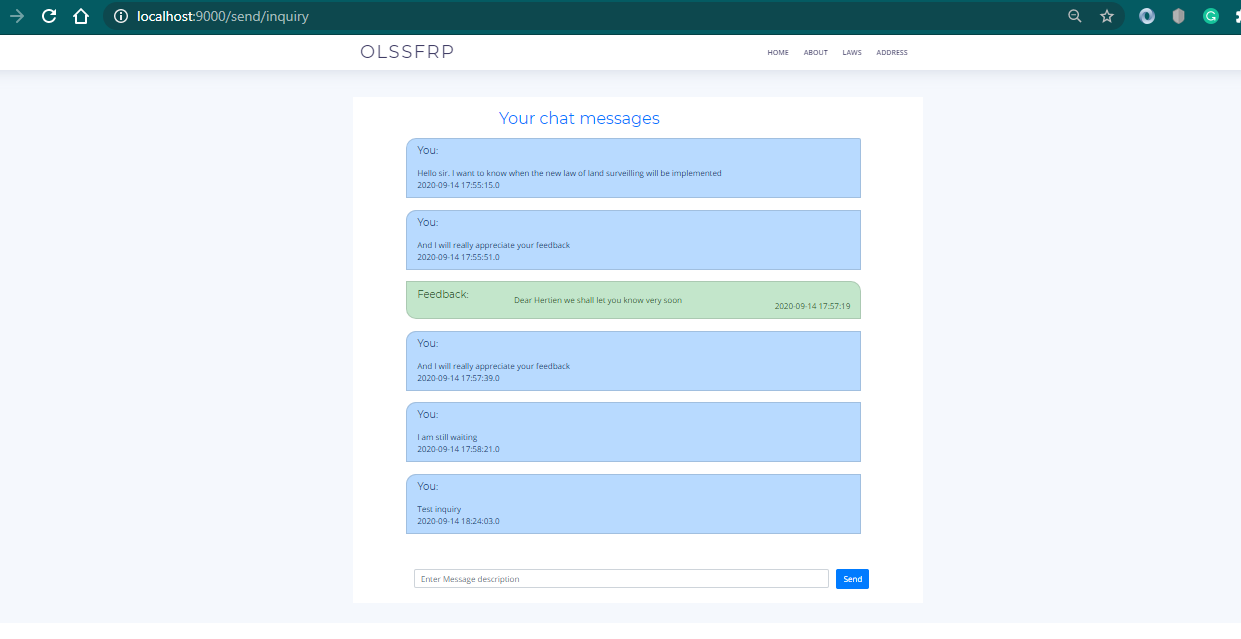 localhost:9000/send/inquiry
OLSSFRP
HOME ABOUT LAWS ADDRESS
Your chat messages
You:
Hello sir. I want to know when the new law of land surveilling will be implemented
2020-09-14 17:55:15.0
You:
And I will really appreciate your feedback
2020-09-14 17:55:51.0
Feedback:
Dear Hertien we shall let you know very soon
2020-09-14 17:57:19
You:
And I will really appreciate your feedback
2020-09-14 17:57:39.0
You:
I am still waiting
2020-09-14 17:58:21.0
You:
Test inquiry
2020-09-14 18:24:03.0
Enter Message description
Send